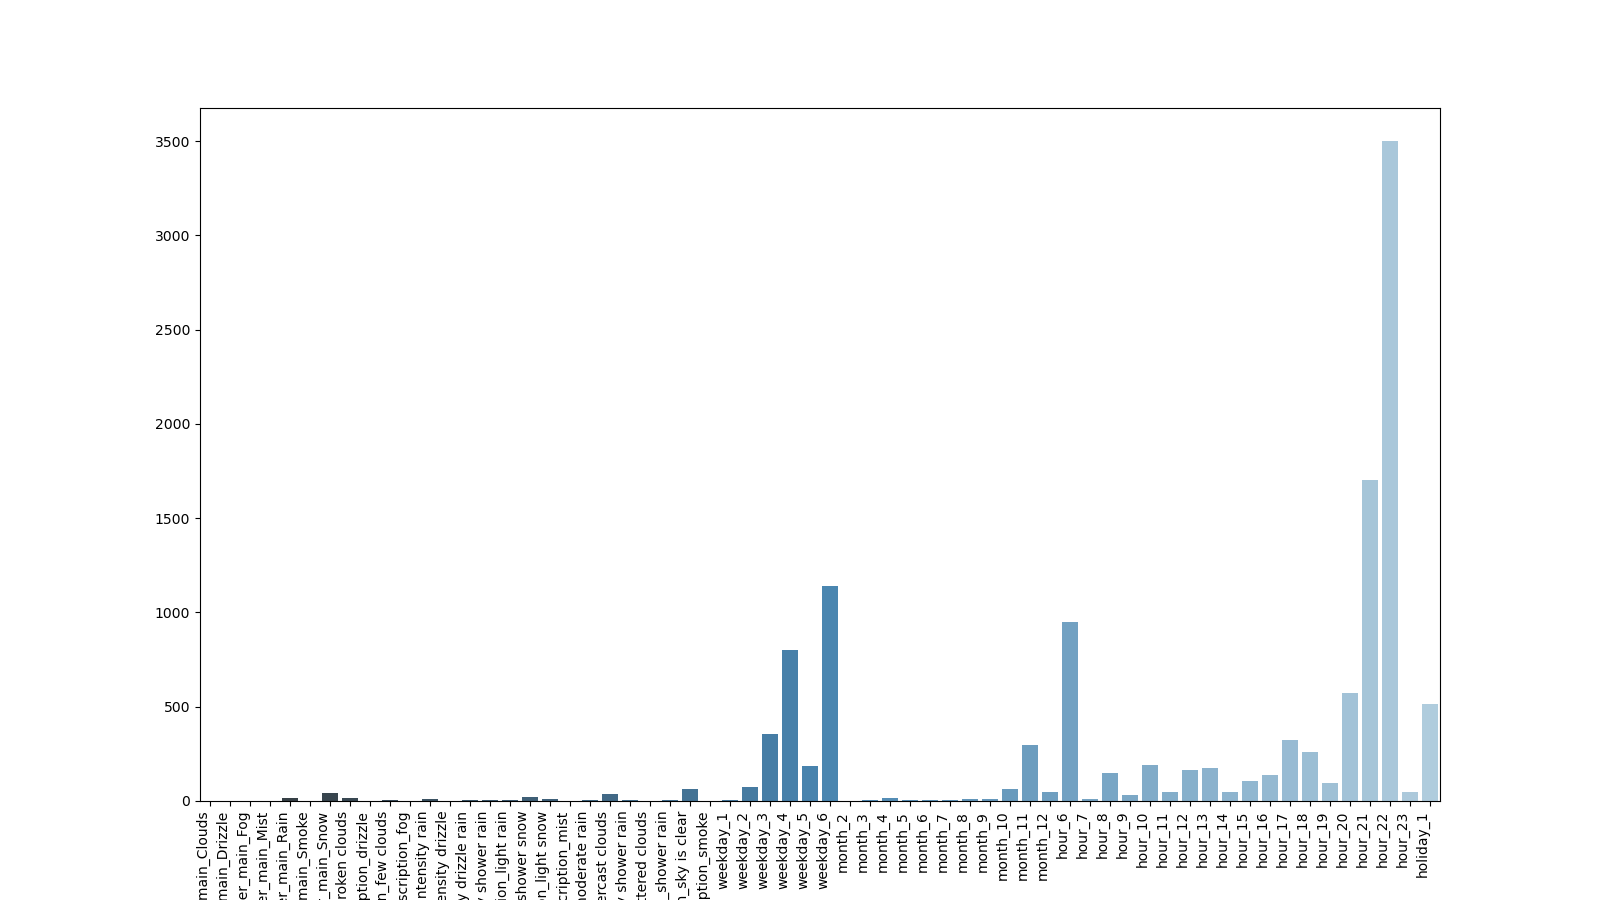 3500
3000
2500
2000
1500
1000
500
0
main_Clouds
main_Drizzle
er_main_Fog
er_main_Mist
er_main_Rain
main_Smoke
r_main_Snow
roken clouds
ption_drizzle
n_few clouds
scription_fog
ntensity rain
ensity drizzle
y drizzle rain
y shower rain
ion_light rain
shower snow
on_light snow
cription_mist
noderate rain
ercast clouds
y shower rain
ttered clouds
_shower rain
n_sky is clear
ption_smoke
weekday_1
weekday_2
weekday_3
weekday_4
weekday_5
weekday_6
month_2
month_3
month_4
month_5
month_6
month_7
month_8
month_9
month_10
month_11
month_12
hour_6
hour_7
hour_8
hour_9
hour_10
hour_11
hour_12
hour_13
hour_14
hour_15
hour_16
hour_17
hour_18
hour_19
hour_20
hour_21
hour_22
hour_23
holiday_1